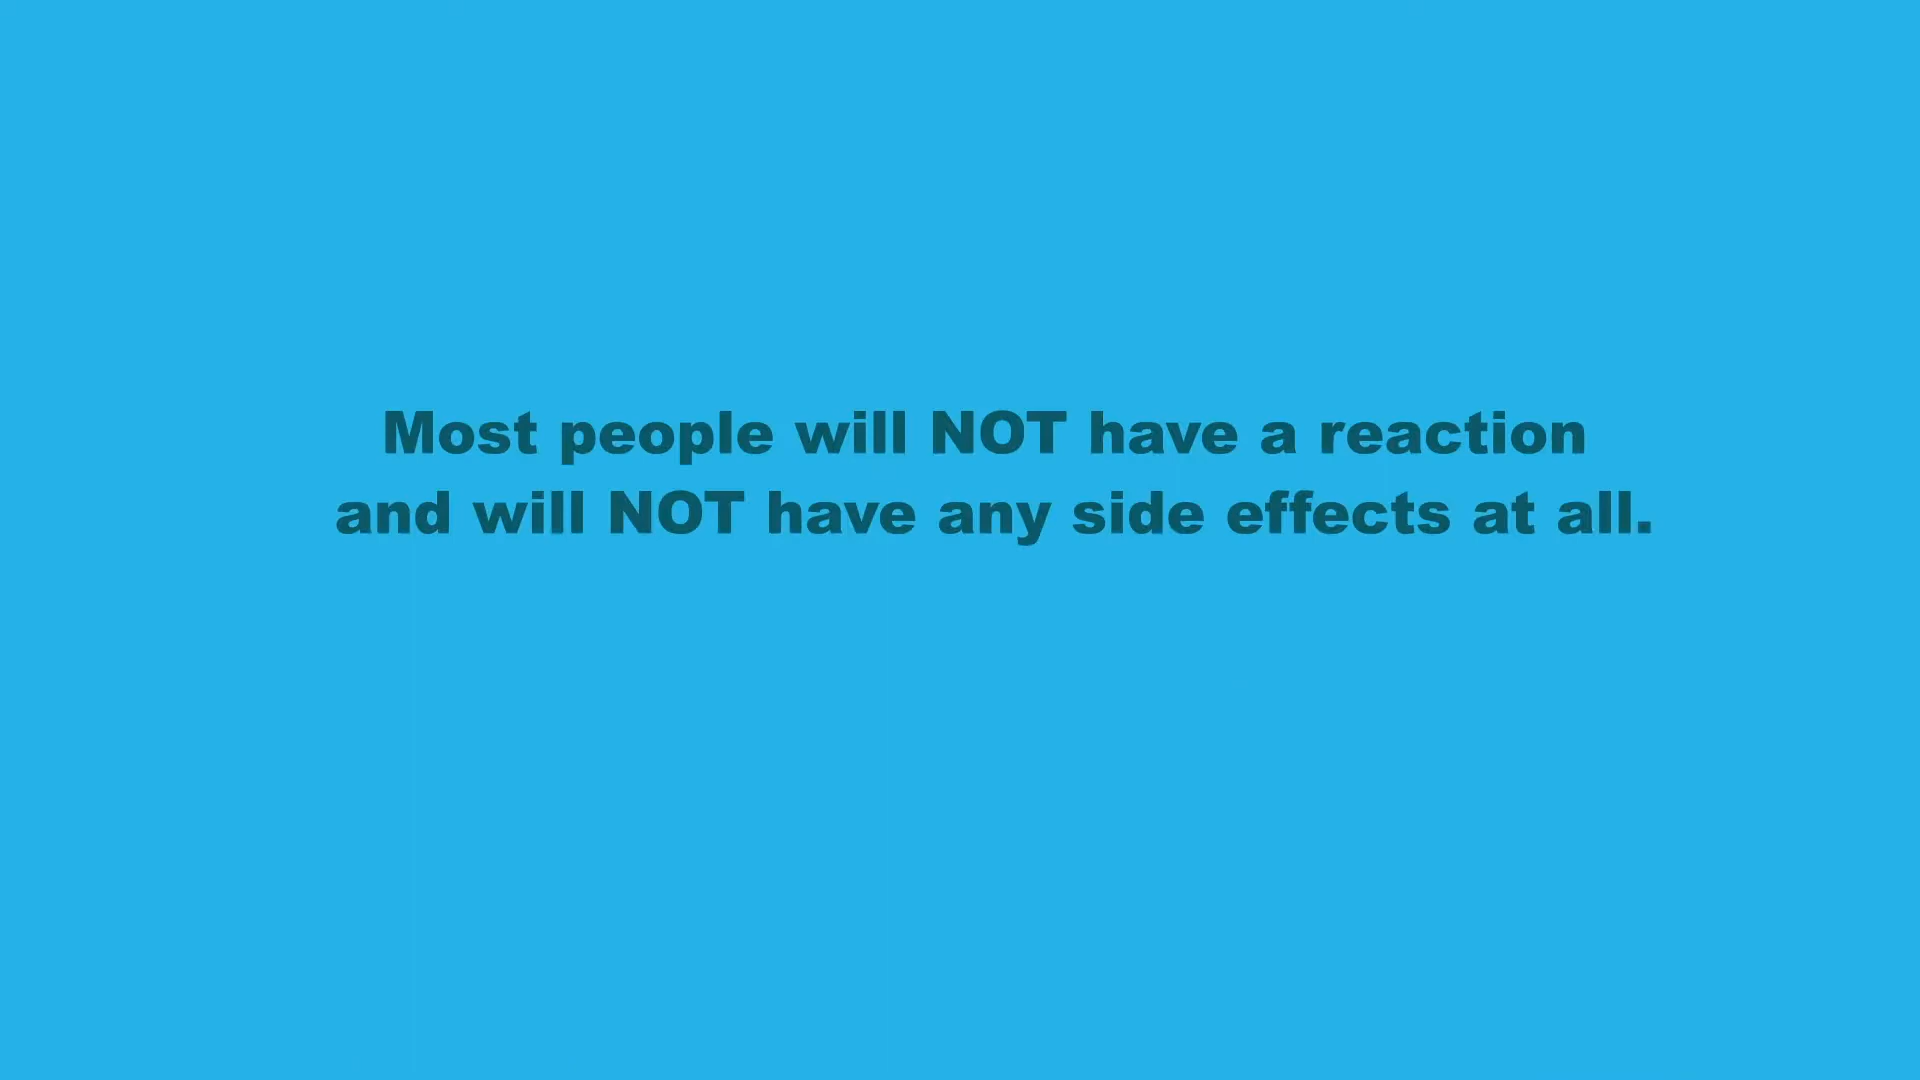 Most people will NOT have a reaction
and will NOT have any side effects at all.